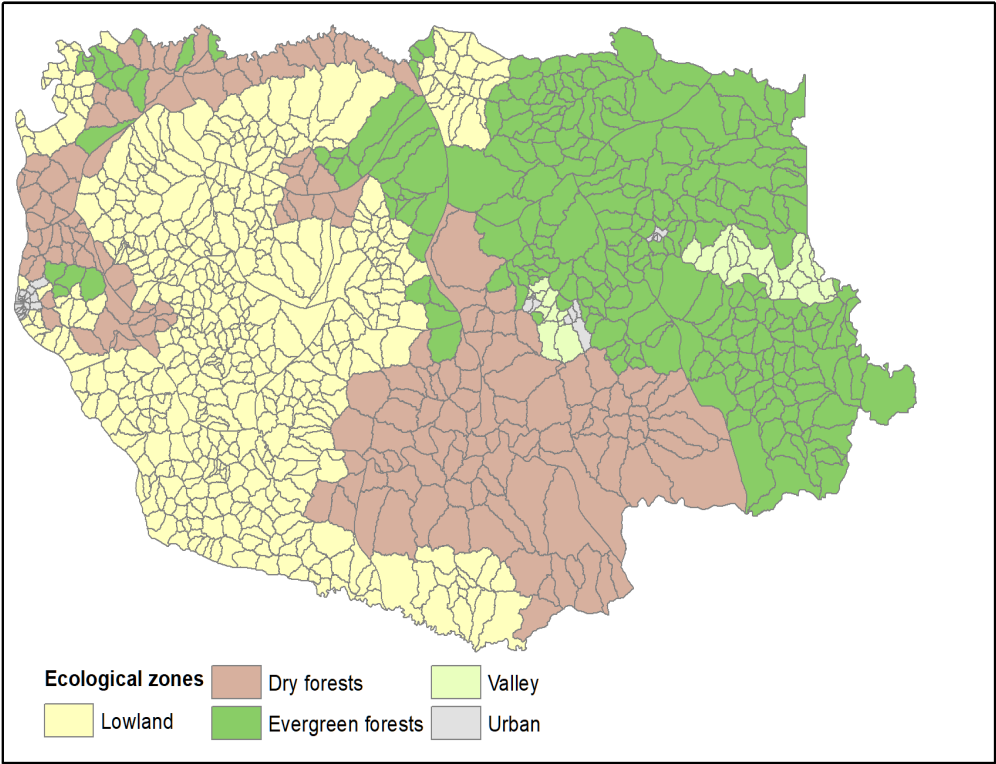 Ecological zones
Lowland
Dry forests
Evergreen forests
Valley
Urban